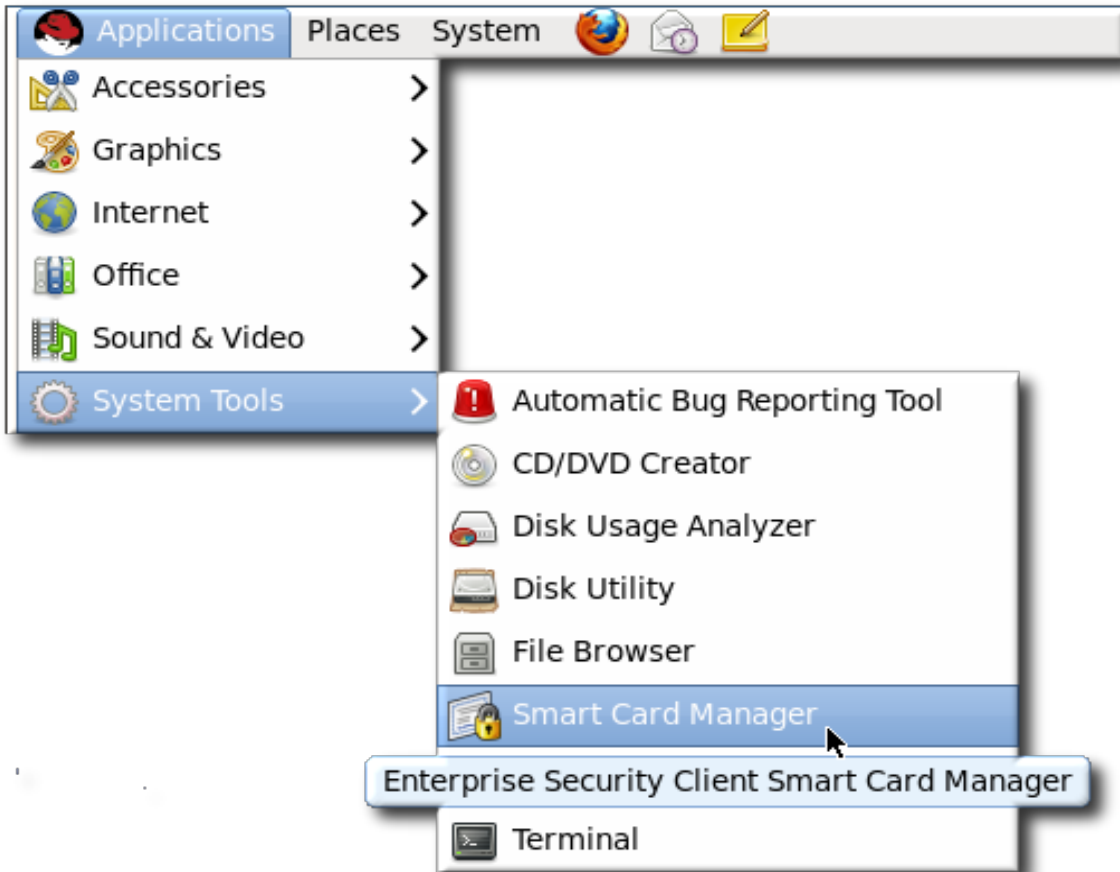 Applications Places System
Accessories
Graphics
Internet
Office
Sound & Video
System Tools
Automatic Bug Reporting Tool
CD/DVD Creator
Disk Usage Analyzer
Disk Utility
File Browser
Smart Card Manager
Enterprise Security Client Smart Card Manager
Terminal